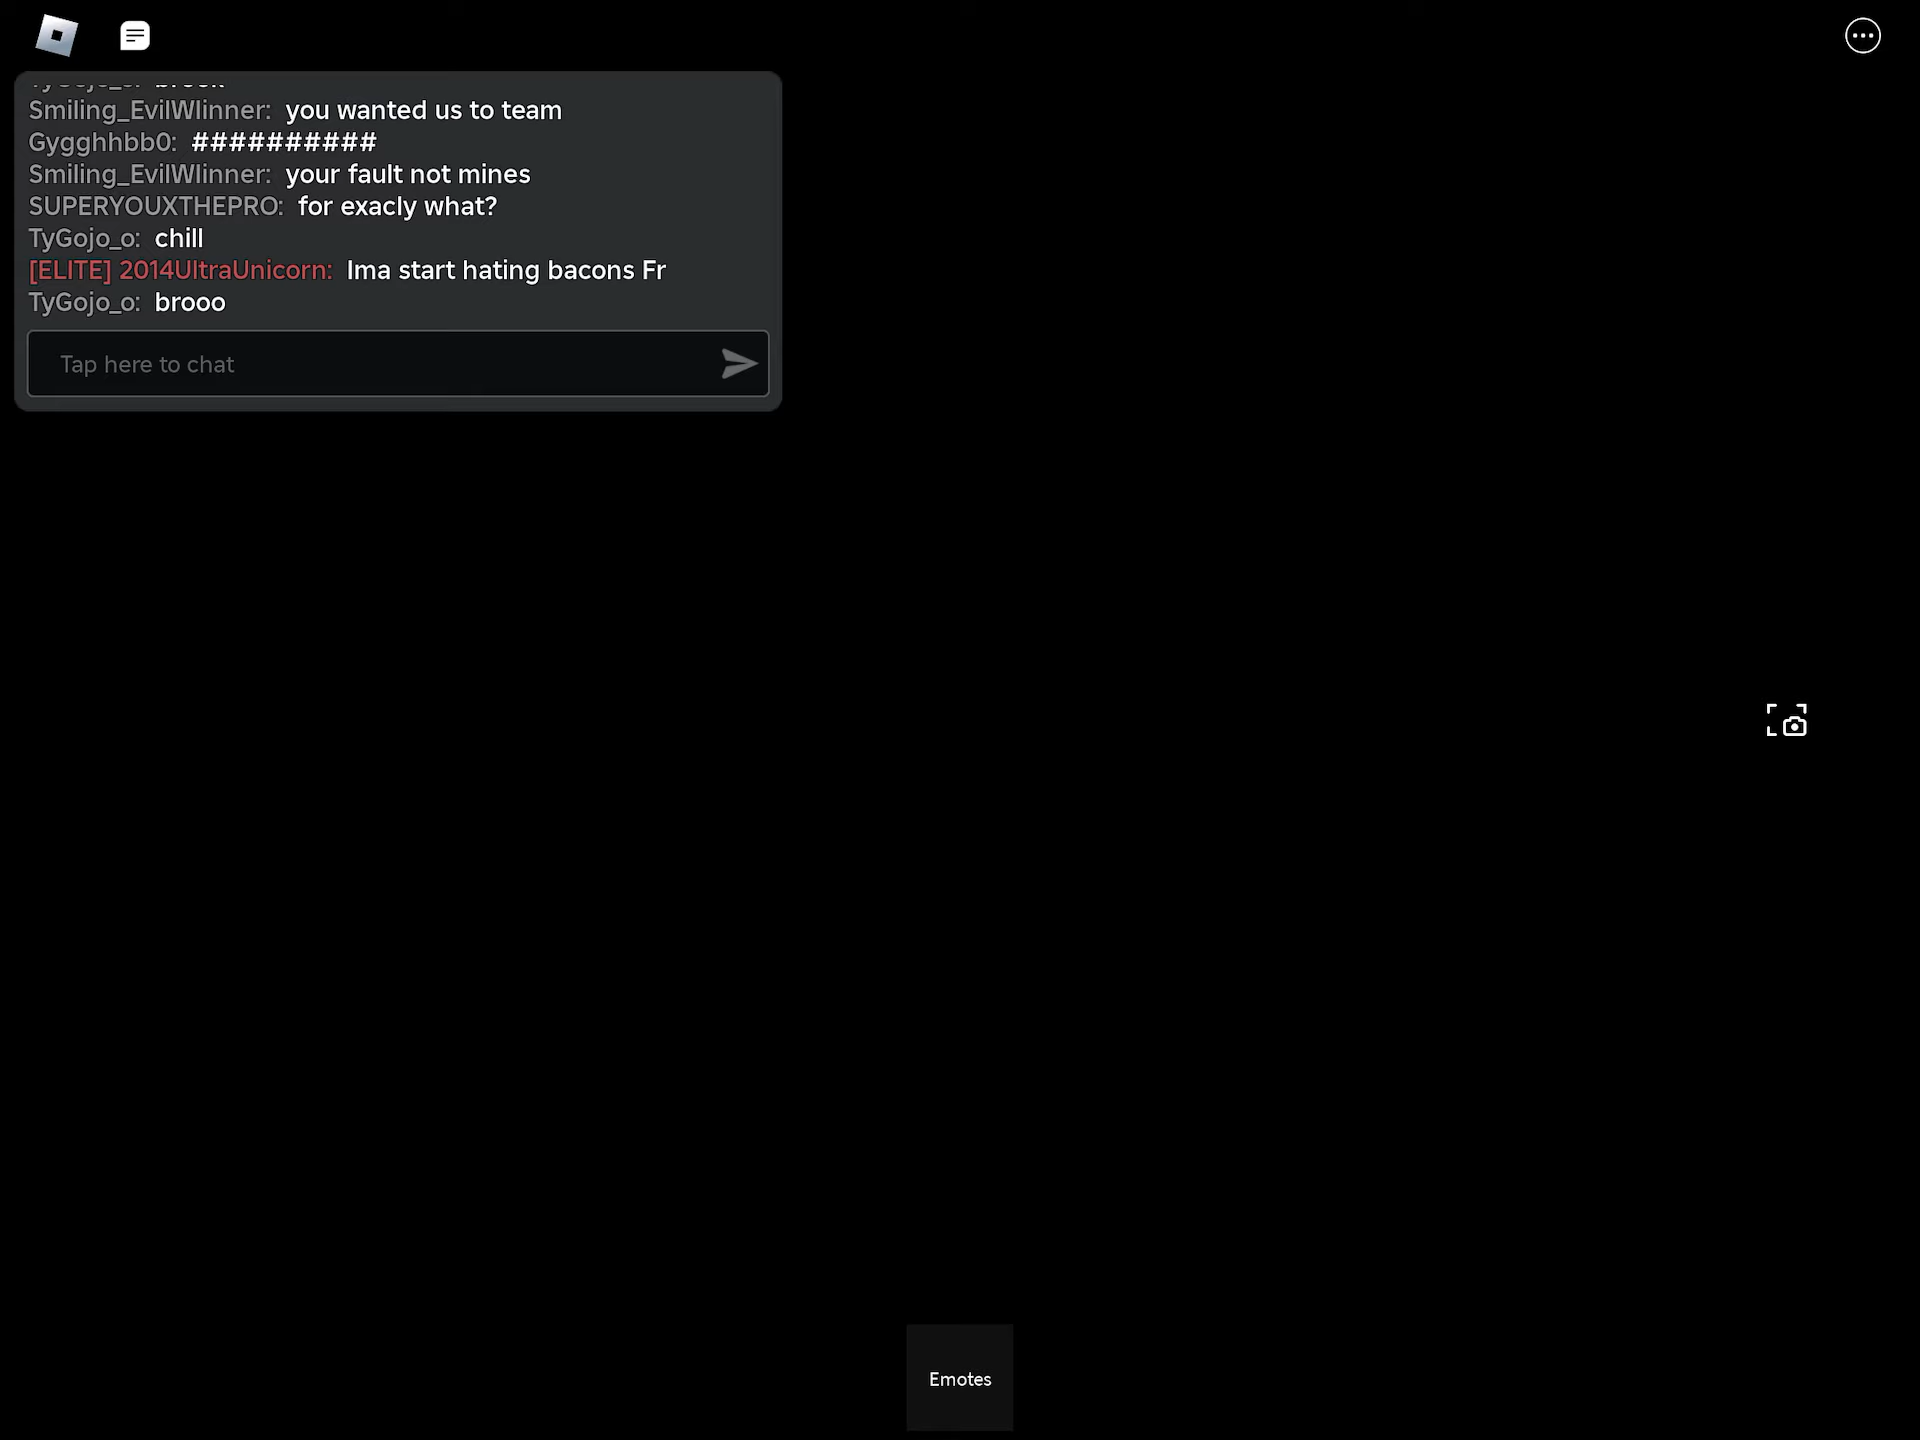 Smiling_EvilWlinner: you wanted us to team
Gygghhbb0: ##########
Smiling_EvilWlinner: your fault not mines
SUPERYOUXTHEPRO: for exacly what?
TyGojo_o: chill
[ELITE] 2014UltraUnicorn: Ima start hating bacons Fr
TyGojo_o: brooo
Tap here to chat
Emotes